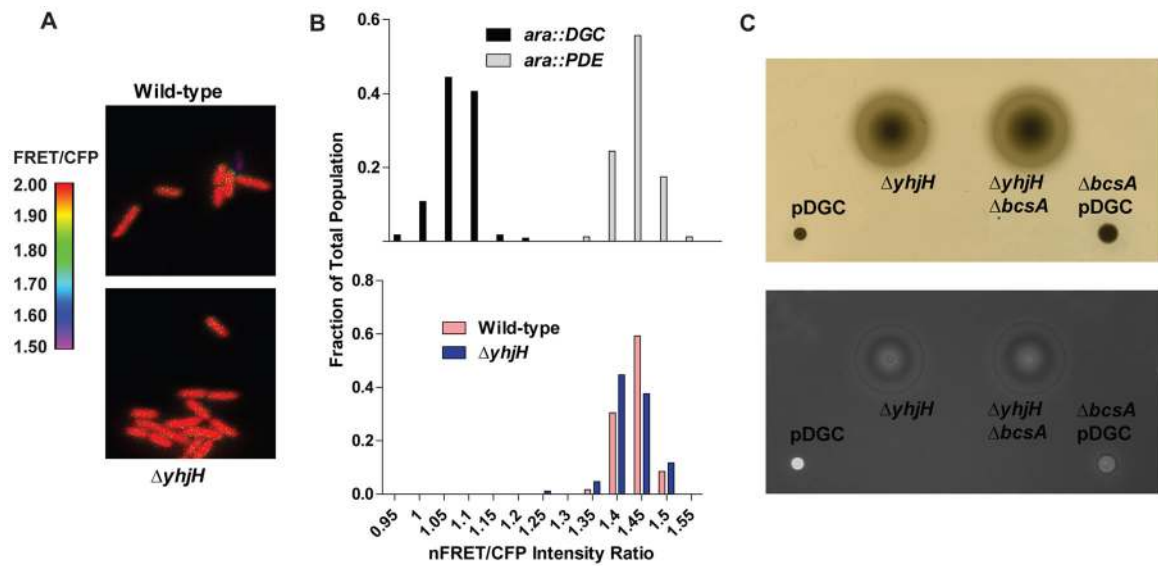 A
Wild-type
FRET/CFP
2.00
1.90
1.80
1.70
1.60
1.50
ΔyhjH
B
Fraction of Total Population
0.6
0.4
0.2
ara::DGC
ara::PDE
0.8
0.6
0.4
0.2
0.0
Wild-type
ΔyhjH
0.95
1
1.05
1.1
1.15
1.2
1.25
1.3
1.35
1.4
1.45
1.5
1.55
nFRET/CFP Intensity Ratio
C
ΔyhjH
ΔyhjH
ΔbcsA
ΔbcsA
pDGC
pDGC
ΔyhjH
ΔyhjH
ΔbcsA
ΔbcsA
pDGC
pDGC